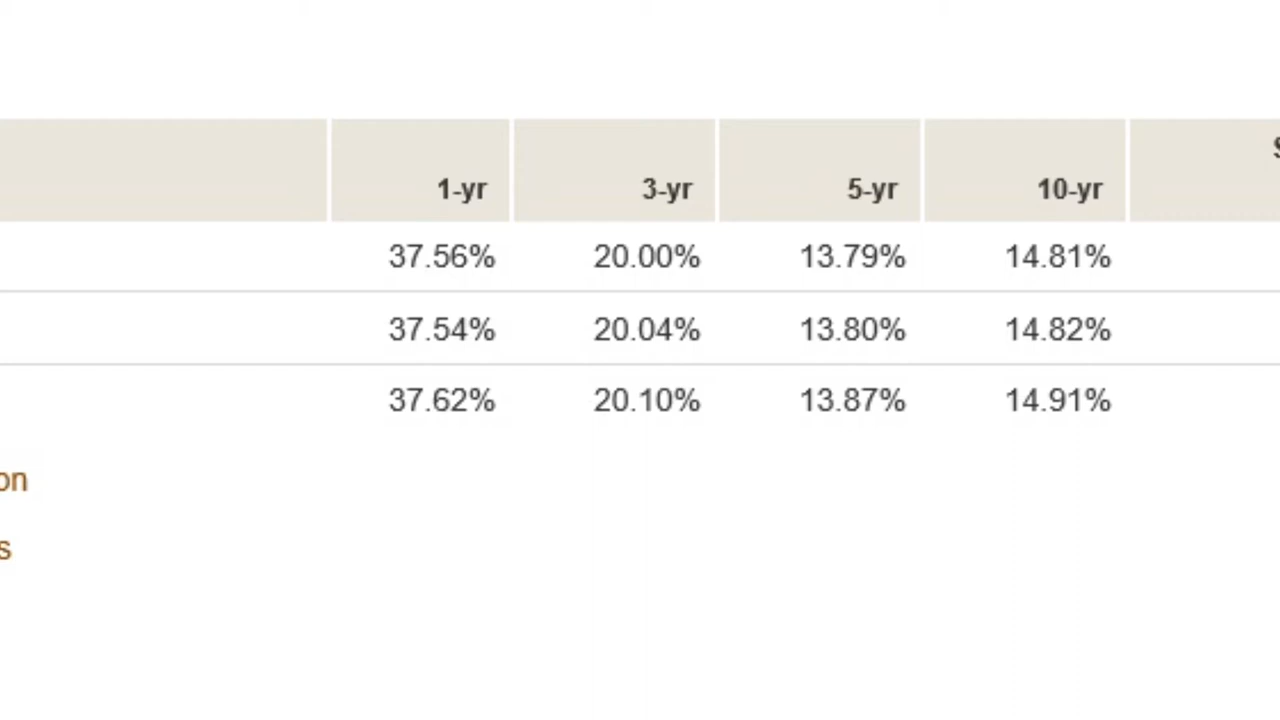 1-yr 3-yr 5-yr 10-yr
37.56% 20.00% 13.79% 14.81%
37.54% 20.04% 13.80% 14.82%
37.62% 20.10% 13.87% 14.91%
on
s